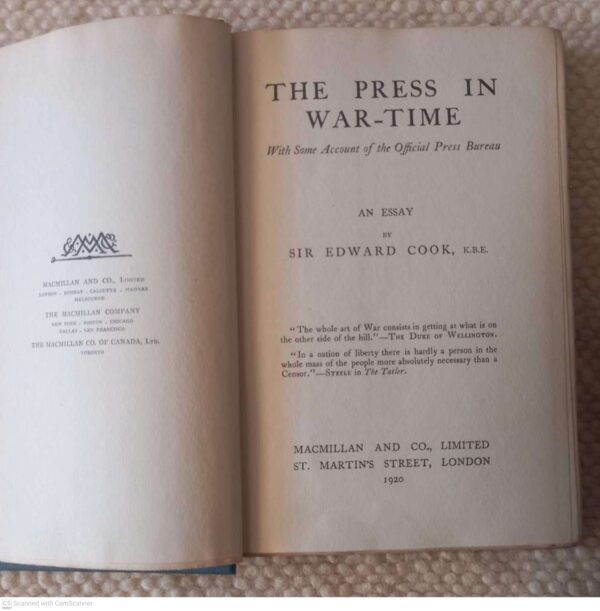 MACMILLAN AND CO., LIMITED
LONDON · BOMBAY · CALCUTTA · MADRAS
MELBOURNE
THE MACMILLAN COMPANY
NEW YORK · BOSTON · CHICAGO
DALLAS · SAN FRANCISCO
THE MACMILLAN CO. OF CANADA, LTD.
TORONTO
THE PRESS IN
WAR-TIME
With Some Account of the Official Press Bureau
AN ESSAY
BY
SIR EDWARD COOK, K.B.E.
"The whole art of War consists in getting at what is on
the other side of the hill."—THE DUKE OF WELLINGTON.
"In a nation of liberty there is hardly a person in the
whole mass of the people more absolutely necessary than a
Censor."—STEELE in The Tatler.
MACMILLAN AND CO., LIMITED
ST. MARTIN'S STREET, LONDON
1920
CS Scanned with CamScanner